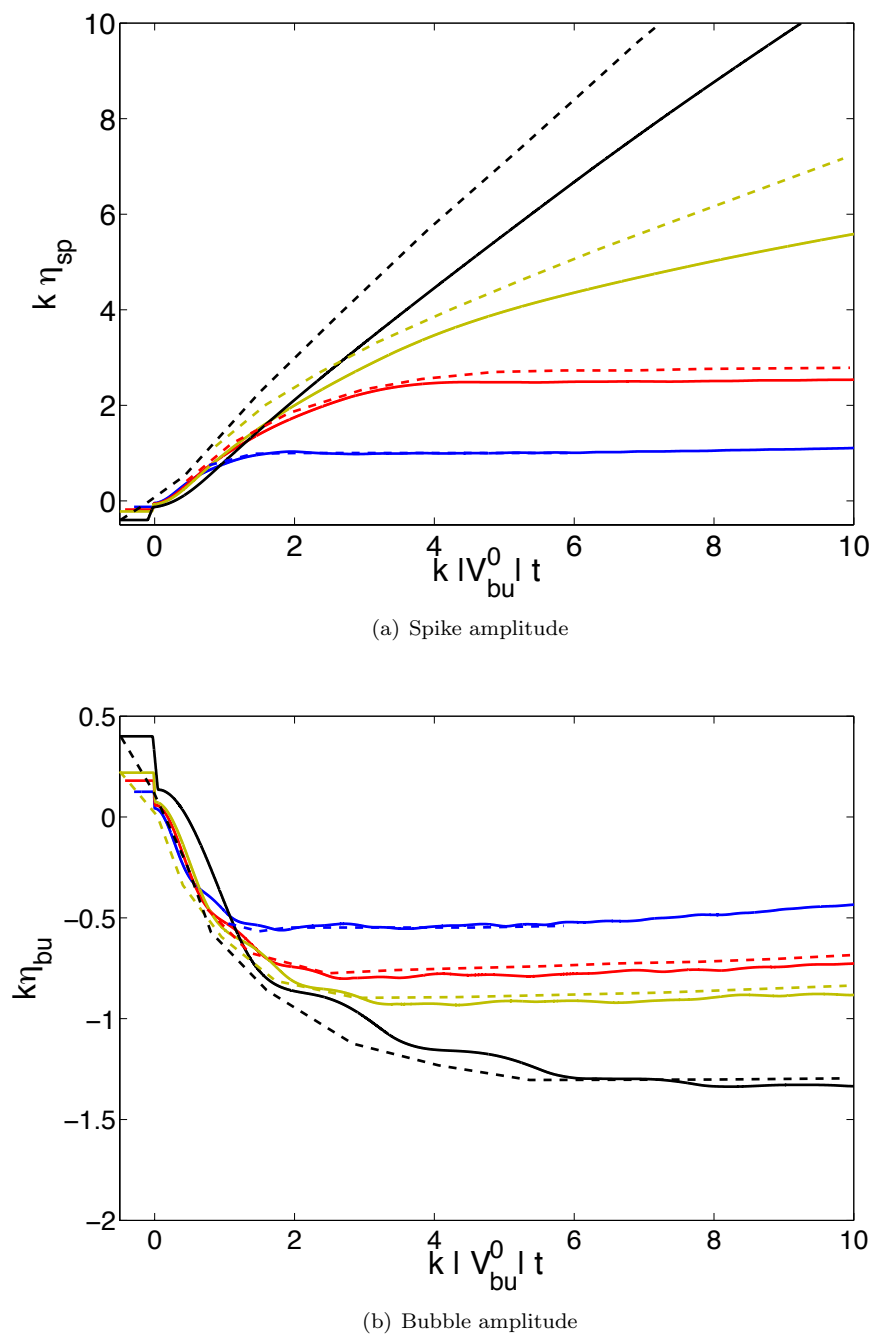 10
8
6
4
2
0
k η_sp
0 2 4 6 8 10
k |V_bu^0| t
(a) Spike amplitude
0.5
0
−0.5
−1
−1.5
−2
kη_bu
0 2 4 6 8 10
k | V_bu^0 | t
(b) Bubble amplitude